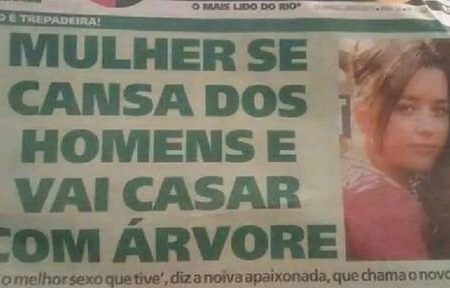 O MAIS LIDO DO RIO
É TREPADEIRA!
MULHER SE
CANSA DOS
HOMENS E
VAI CASAR
COM ÁRVORE
o melhor sexo que tive', diz a noiva apaixonada, que chama o novo